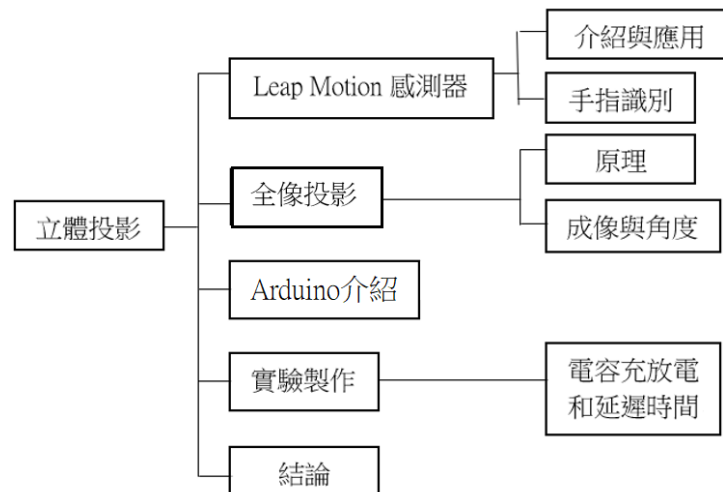 立體投影
Leap Motion 感測器
介紹與應用
手指識別
全像投影
原理
成像與角度
Arduino介紹
實驗製作
電容充放電
和延遲時間
結論